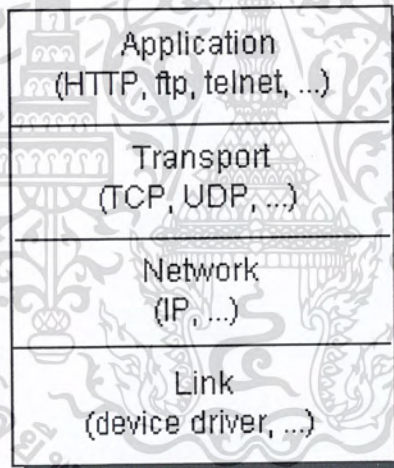 Application
(HTTP, ftp, telnet, ...)
Transport
(TCP, UDP, ...)
Network
(IP, ...)
Link
(device driver, ...)